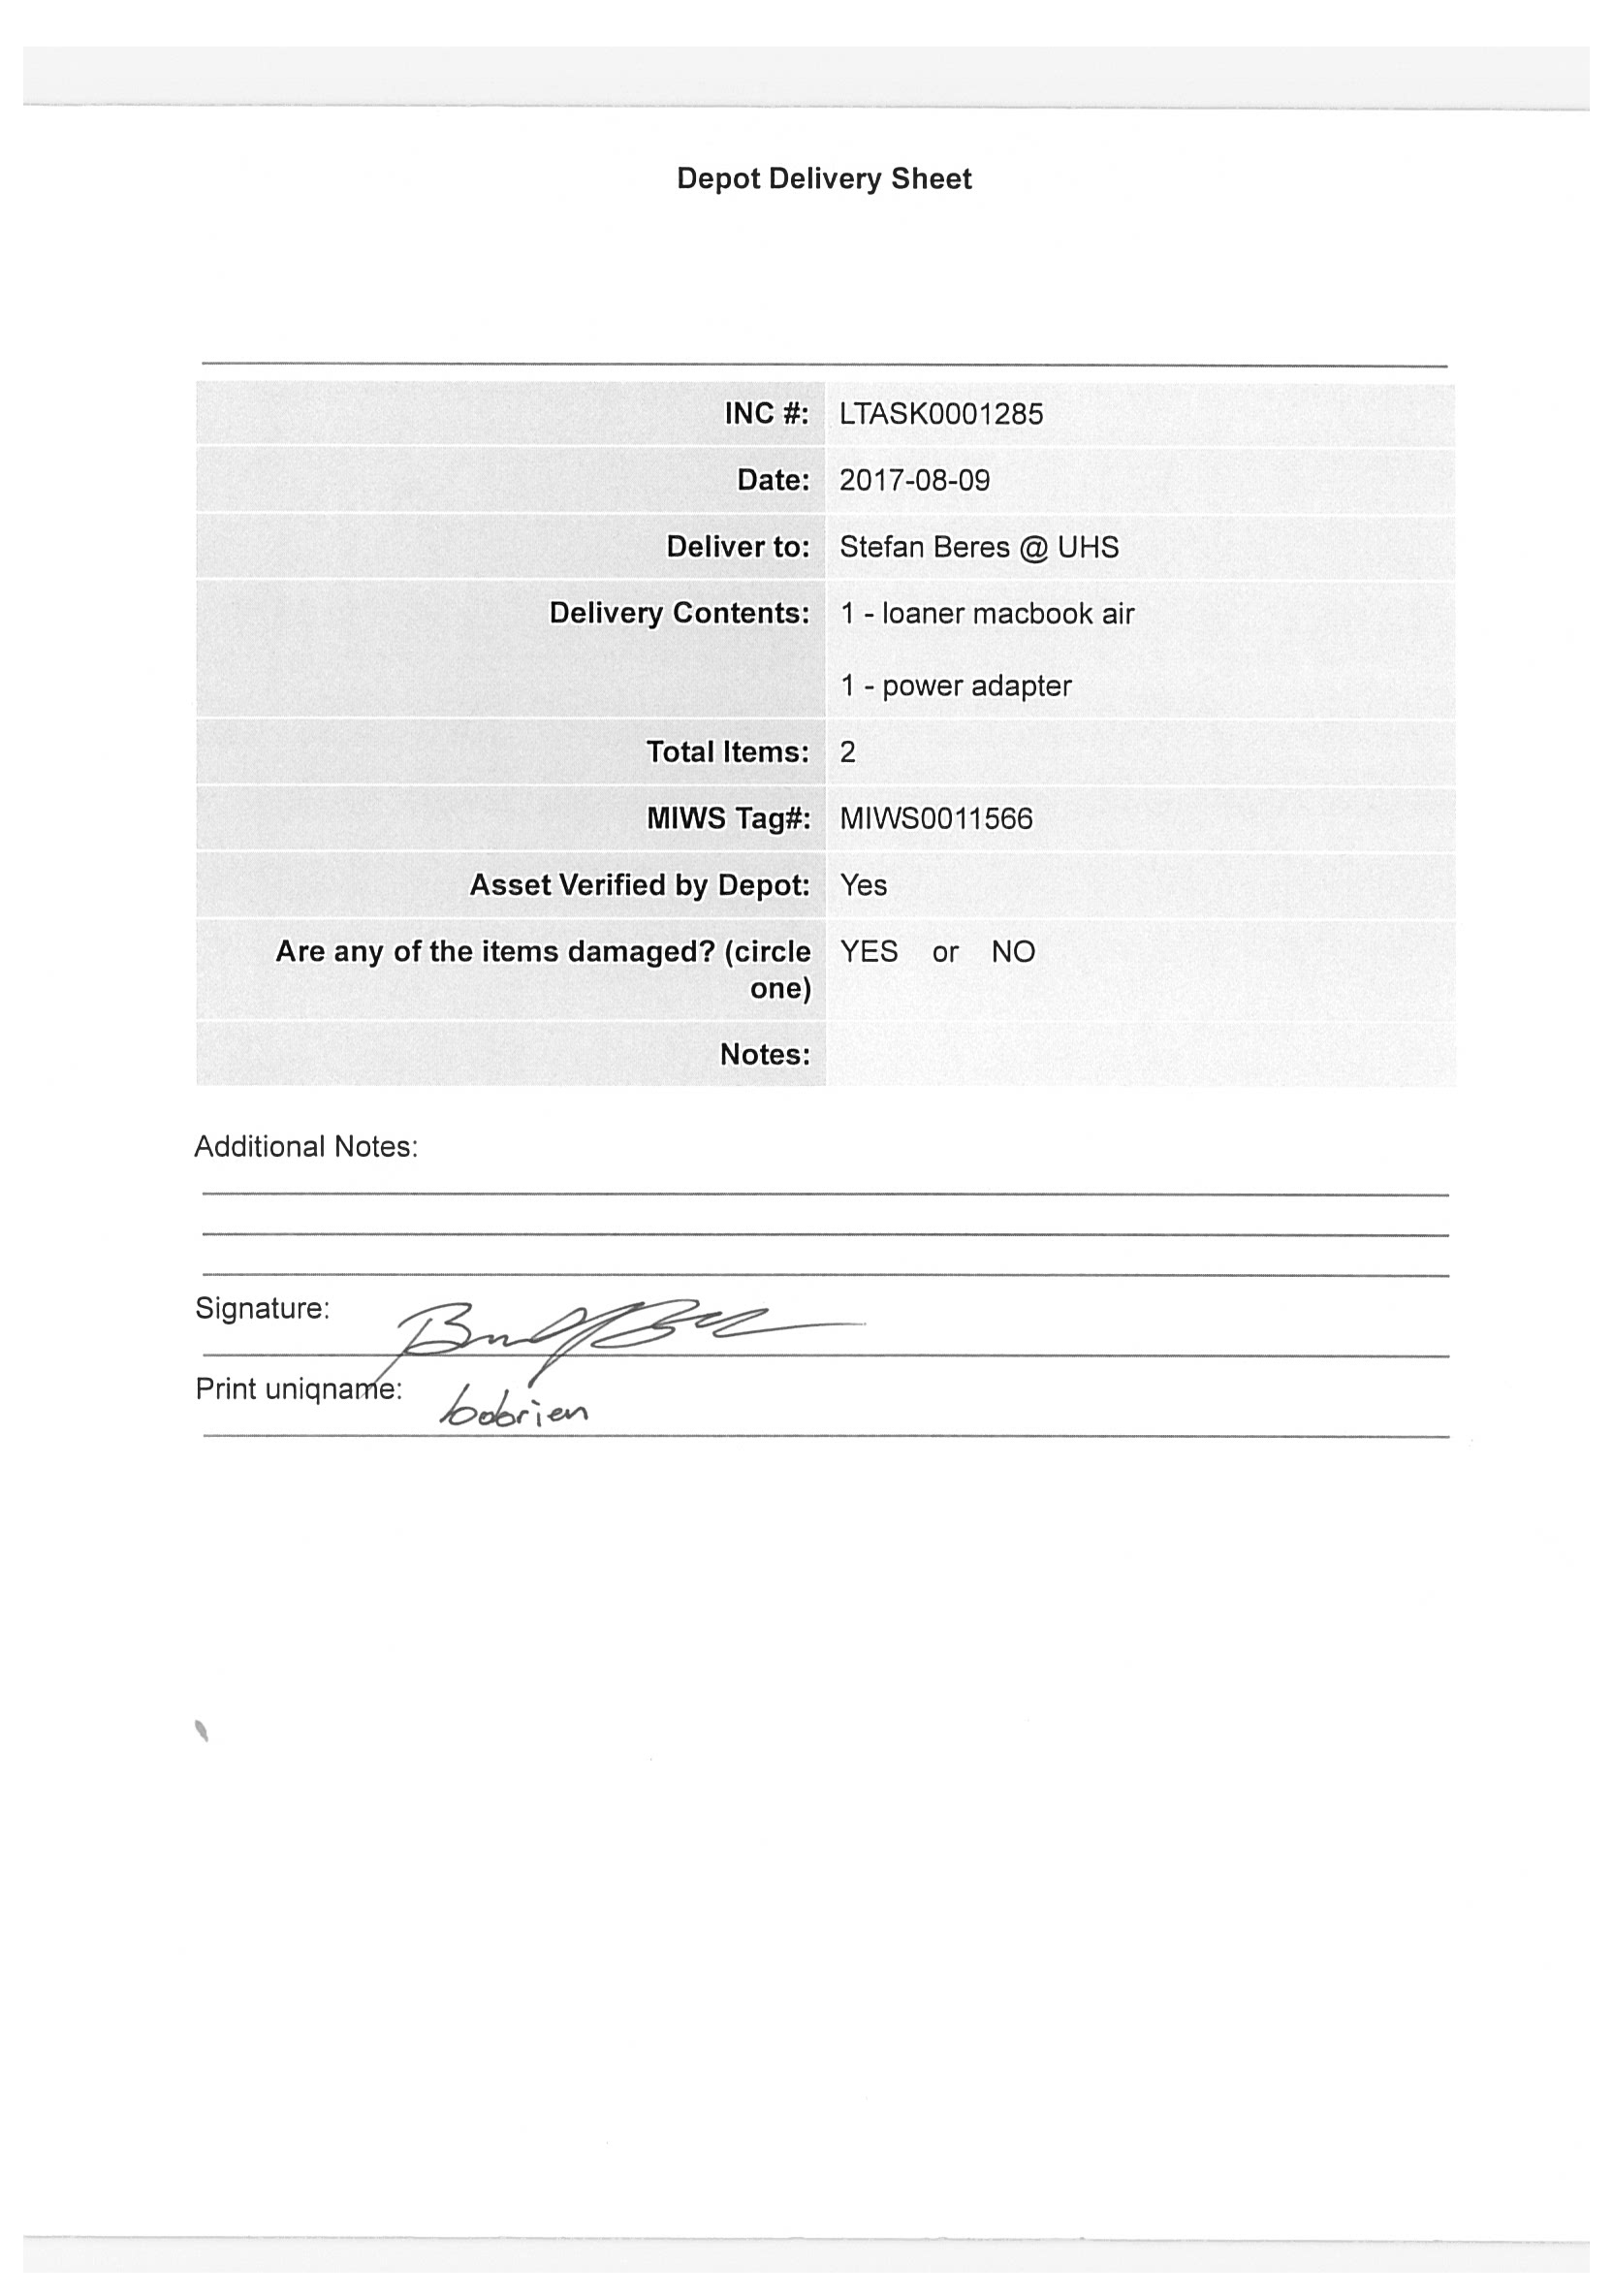 Depot Delivery Sheet
INC #: LTASK0001285
Date: 2017-08-09
Deliver to: Stefan Beres @ UHS
Delivery Contents: 1 - loaner macbook air
1 - power adapter
Total Items: 2
MIWS Tag#: MIWS0011566
Asset Verified by Depot: Yes
Are any of the items damaged? (circle YES or NO
one)
Notes:
Additional Notes:
Signature:
Print uniqname: bobrien